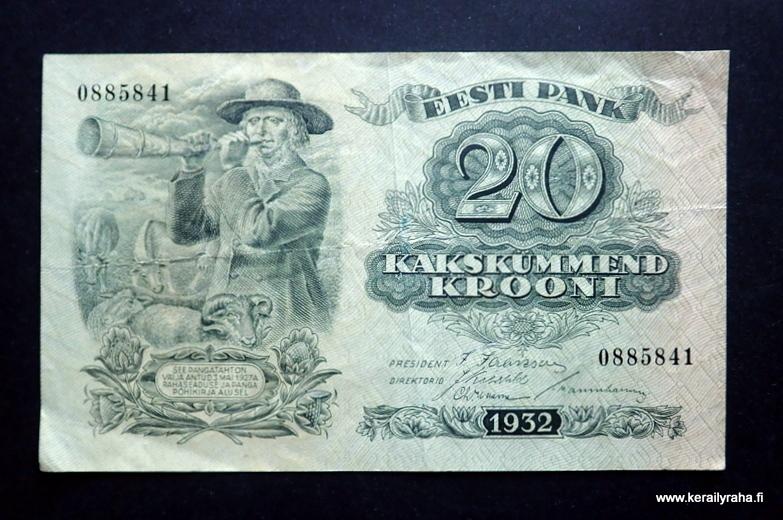 0885841
EESTI PANK
20
KAKSKUMMEND
KROONI
SEE PANGATÄHT ON
VÄLJA ANTUD 3. MAI 1927.A.
RAHASEADUSE JA PANGA
PÕHIKIRJA ALUSEL
PRESIDENT
0885841
DIREKTORID
1932
www.kerailyraha.fi